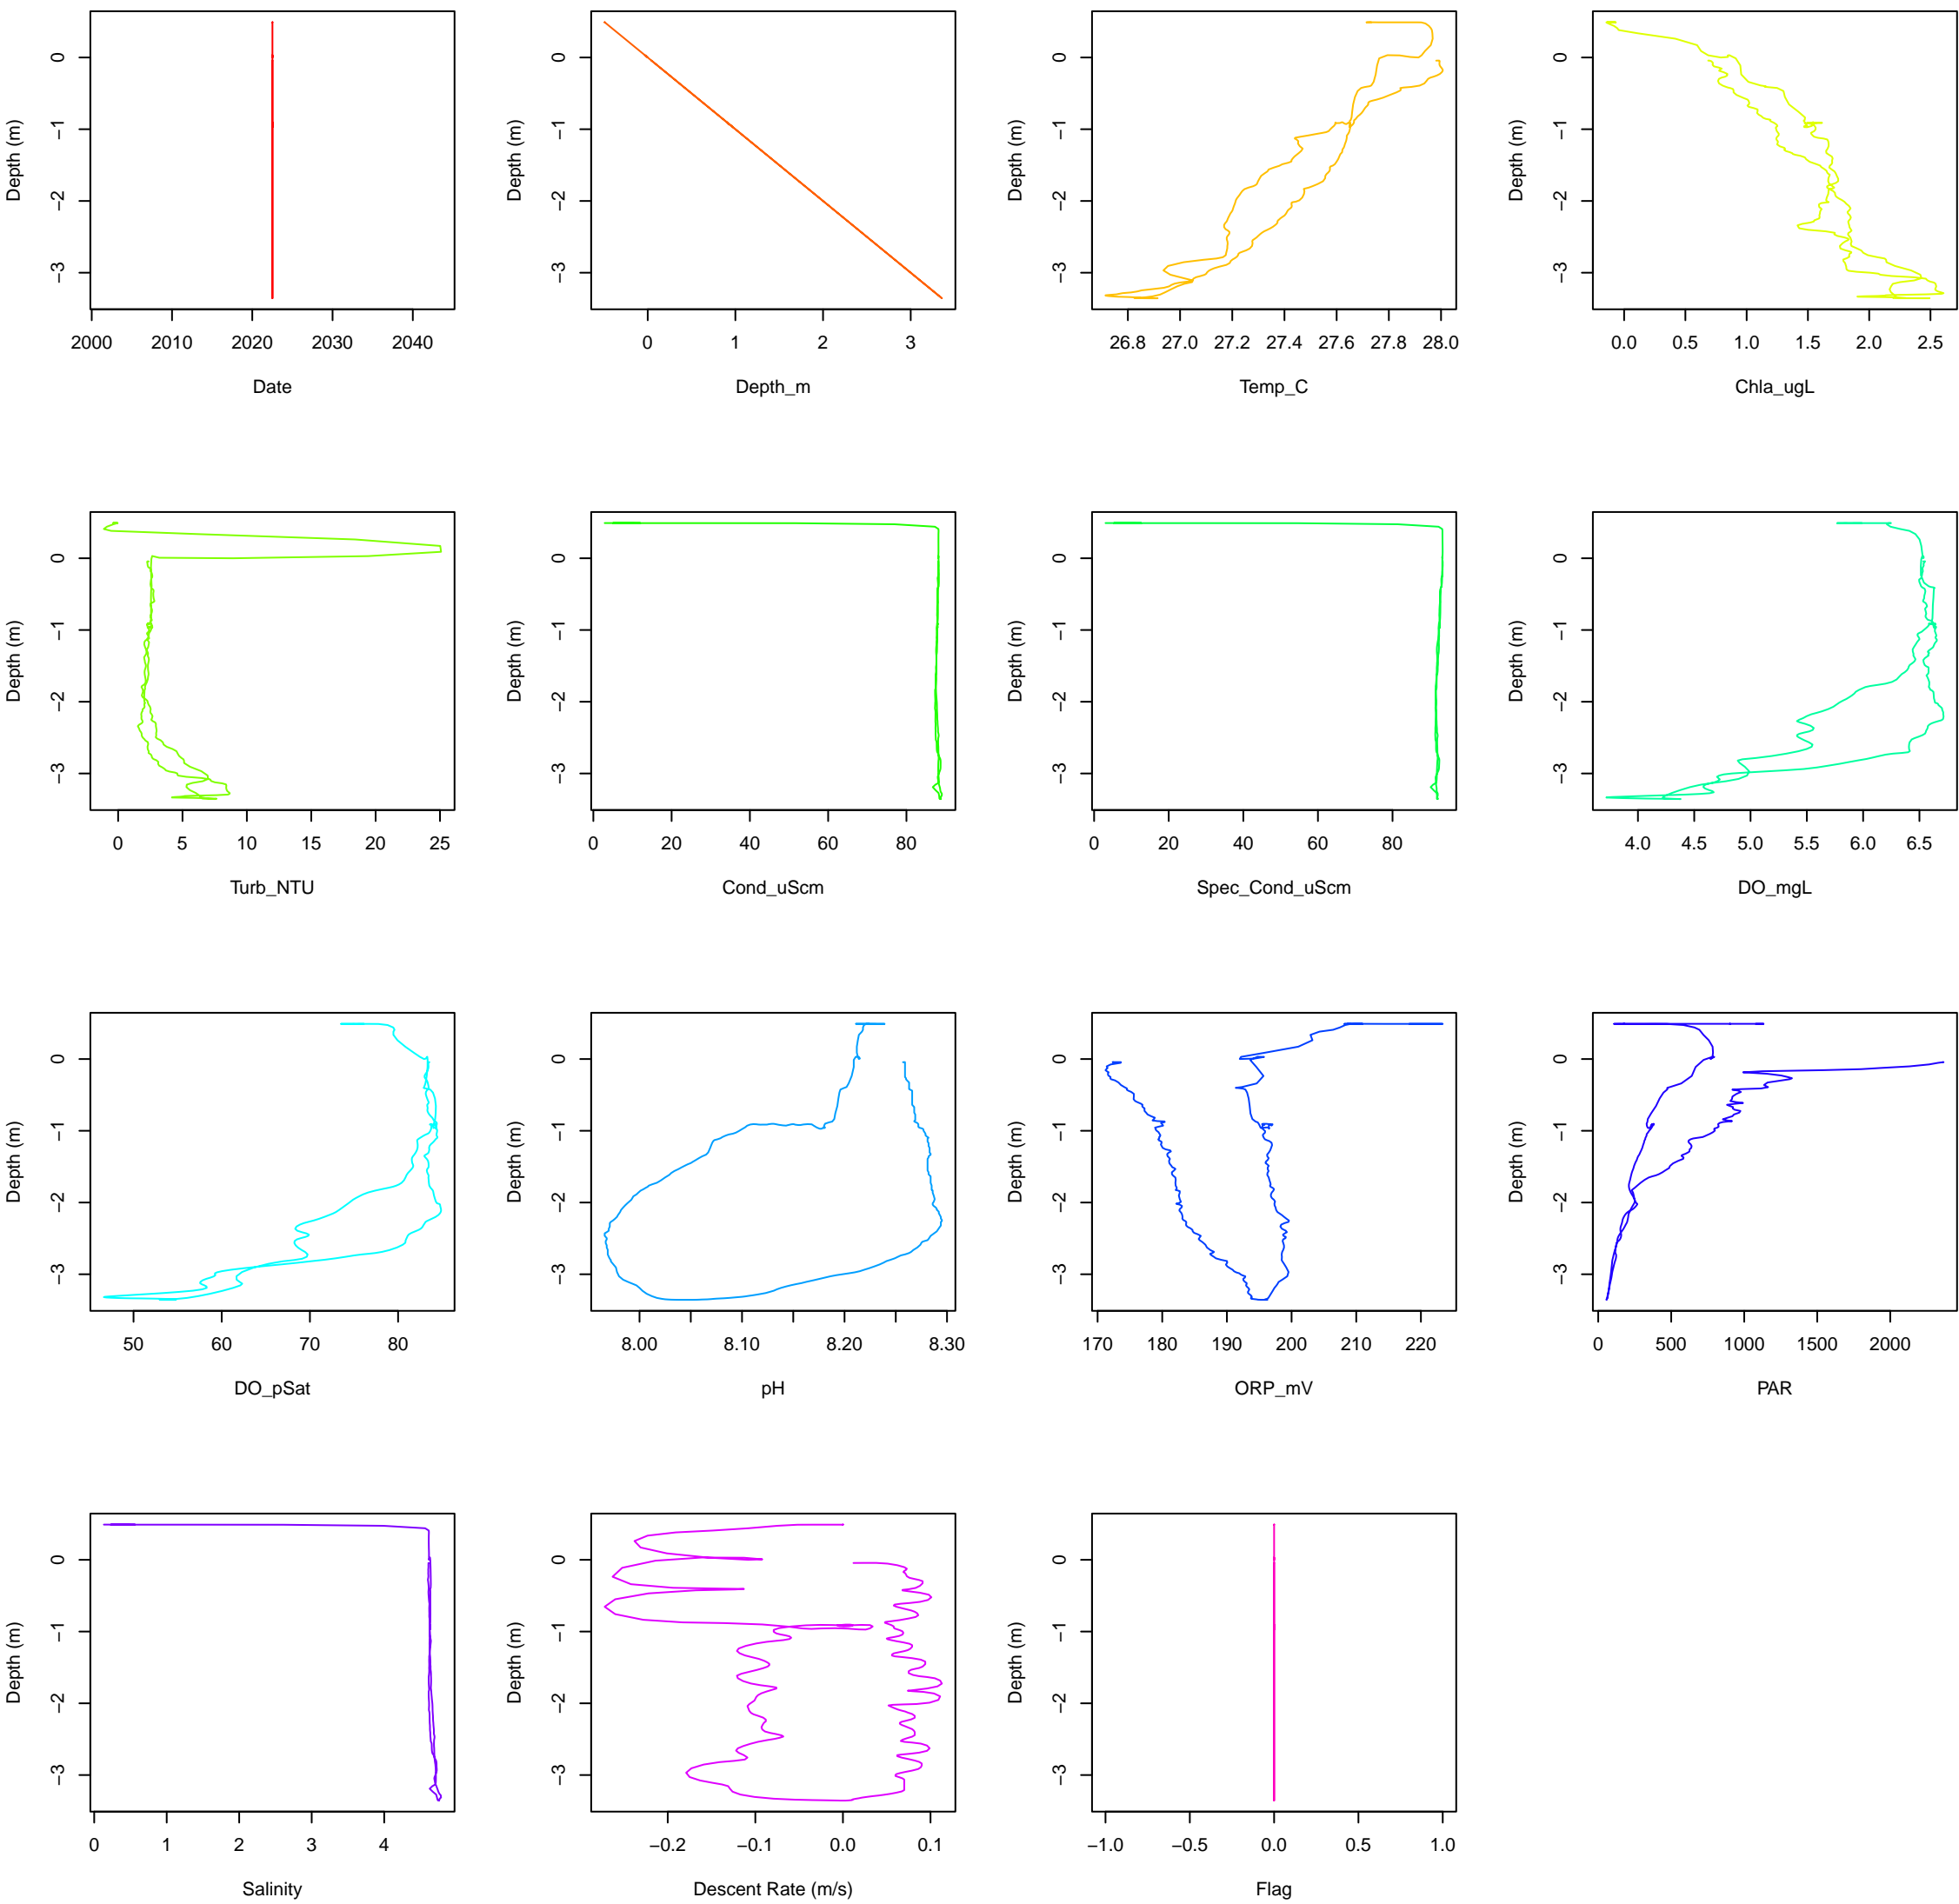 Depth (m)
0
−1
−2
−3
2000 2010 2020 2030 2040
Date
Depth (m)
0
−1
−2
−3
0 1 2 3
Depth_m
Depth (m)
0
−1
−2
−3
26.8 27.0 27.2 27.4 27.6 27.8 28.0
Temp_C
Depth (m)
0
−1
−2
−3
0.0 0.5 1.0 1.5 2.0 2.5
Chla_ugL
Depth (m)
0
−1
−2
−3
0 5 10 15 20 25
Turb_NTU
Depth (m)
0
−1
−2
−3
0 20 40 60 80
Cond_uScm
Depth (m)
0
−1
−2
−3
0 20 40 60 80
Spec_Cond_uScm
Depth (m)
0
−1
−2
−3
4.0 4.5 5.0 5.5 6.0 6.5
DO_mgL
Depth (m)
0
−1
−2
−3
50 60 70 80
DO_pSat
Depth (m)
0
−1
−2
−3
8.00 8.10 8.20 8.30
pH
Depth (m)
0
−1
−2
−3
170 180 190 200 210 220
ORP_mV
Depth (m)
0
−1
−2
−3
0 500 1000 1500 2000
PAR
Depth (m)
0
−1
−2
−3
0 1 2 3 4
Salinity
Depth (m)
0
−1
−2
−3
−0.2 −0.1 0.0 0.1
Descent Rate (m/s)
Depth (m)
0
−1
−2
−3
−1.0 −0.5 0.0 0.5 1.0
Flag